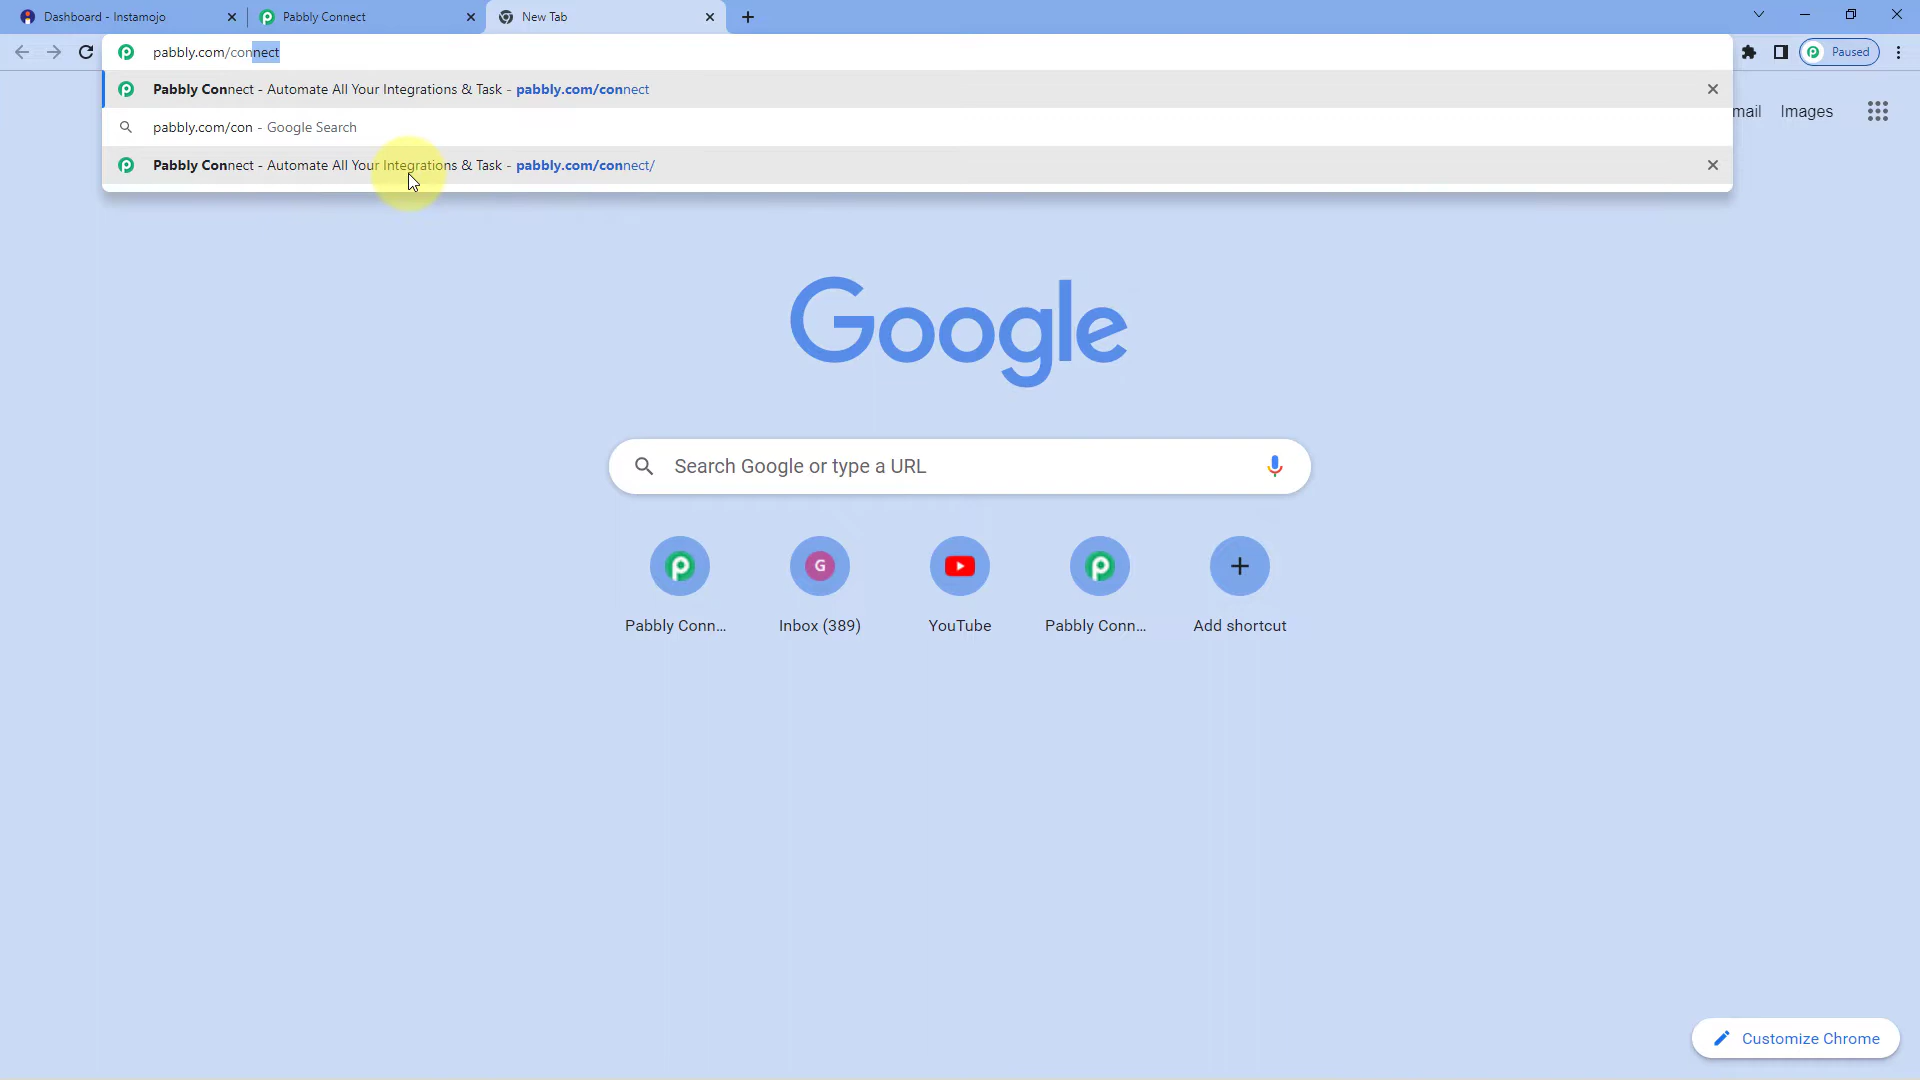 Dashboard - Instamojo
Pabbly Connect
New Tab
pabbly.com/connect
Paused
Pabbly Connect - Automate All Your Integrations & Task - pabbly.com/connect
pabbly.com/con - Google Search
Pabbly Connect - Automate All Your Integrations & Task - pabbly.com/connect/
mail
Images
Google
Search Google or type a URL
G
Pabbly Conn...
Inbox (389)
YouTube
Pabbly Conn...
Add shortcut
Customize Chrome